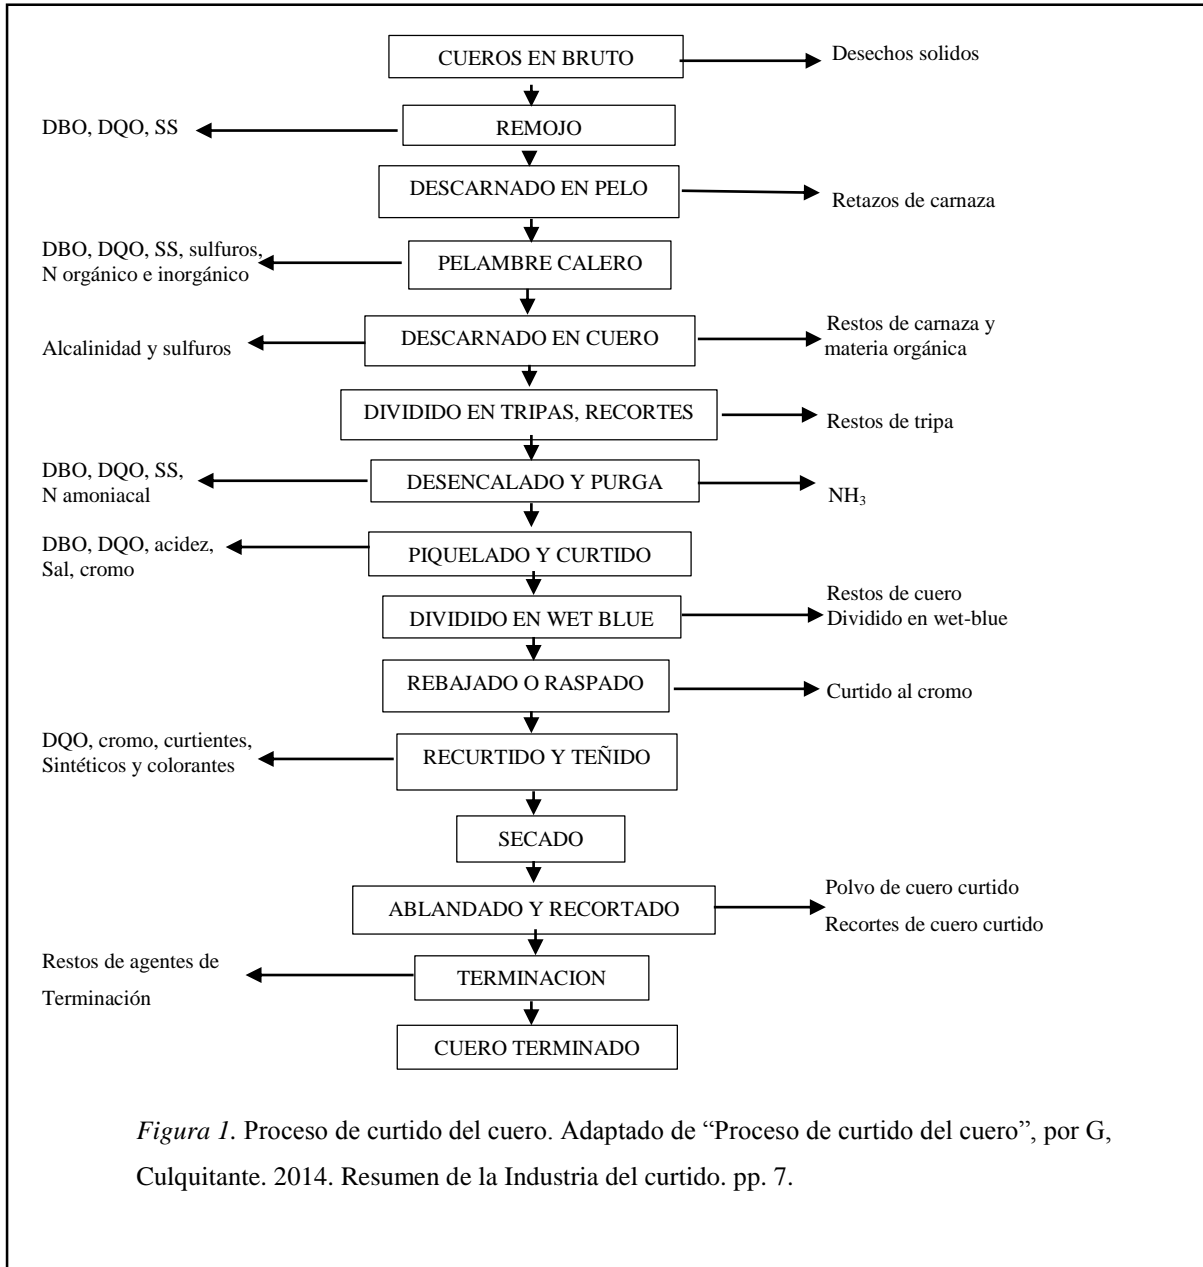 CUEROS EN BRUTO
Desechos solidos
DBO, DQO, SS
REMOJO
DESCARNADO EN PELO
Retazos de carnaza
DBO, DQO, SS, sulfuros,
N orgánico e inorgánico
PELAMBRE CALERO
Alcalinidad y sulfuros
DESCARNADO EN CUERO
Restos de carnaza y
materia orgánica
DIVIDIDO EN TRIPAS, RECORTES
Restos de tripa
DBO, DQO, SS,
N amoniacal
DESENCALADO Y PURGA
NH₃
DBO, DQO, acidez,
Sal, cromo
PIQUELADO Y CURTIDO
DIVIDIDO EN WET BLUE
Restos de cuero
Dividido en wet-blue
REBAJADO O RASPADO
Curtido al cromo
DQO, cromo, curtientes,
Sintéticos y colorantes
RECURTIDO Y TEÑIDO
SECADO
ABLANDADO Y RECORTADO
Polvo de cuero curtido
Recortes de cuero curtido
Restos de agentes de
Terminación
TERMINACION
CUERO TERMINADO
Figura 1. Proceso de curtido del cuero. Adaptado de “Proceso de curtido del cuero”, por G,
Culquitante. 2014. Resumen de la Industria del curtido. pp. 7.